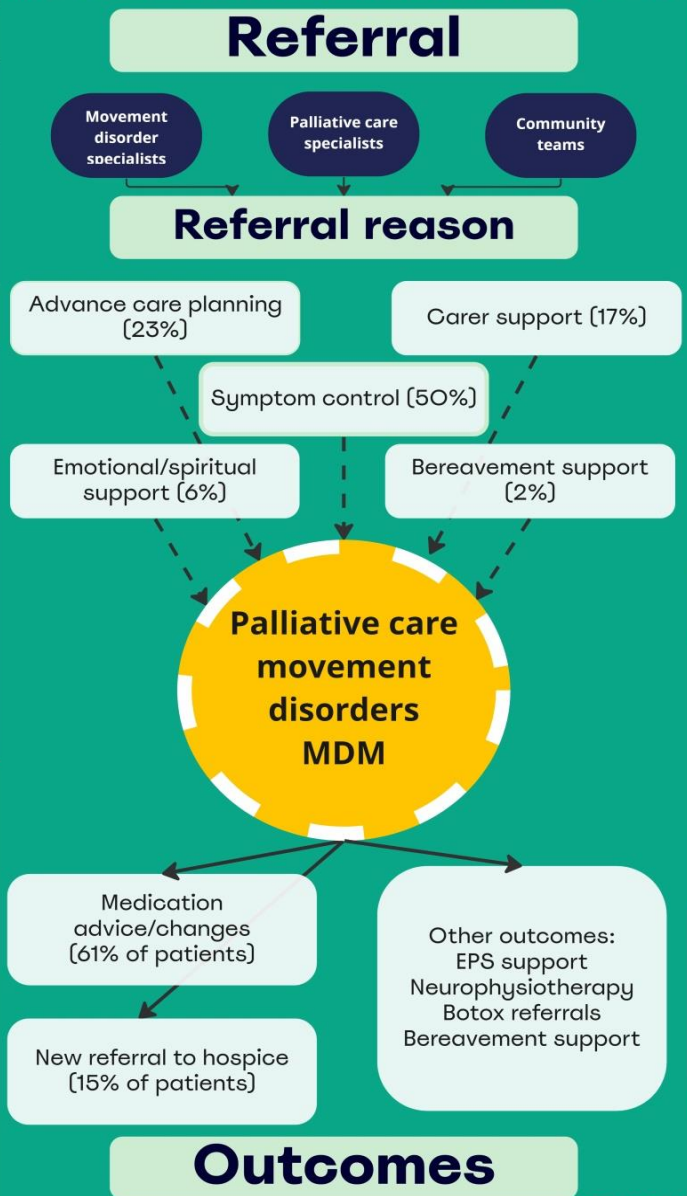 Referral
Movement
disorder
specialists
Palliative care
specialists
Community
teams
Referral reason
Advance care planning
(23%)
Carer support (17%)
Symptom control (50%)
Emotional/spiritual
support (6%)
Bereavement support
(2%)
Palliative care
movement
disorders
MDM
Medication
advice/changes
(61% of patients)
New referral to hospice
(15% of patients)
Other outcomes:
EPS support
Neurophysiotherapy
Botox referrals
Bereavement support
Outcomes